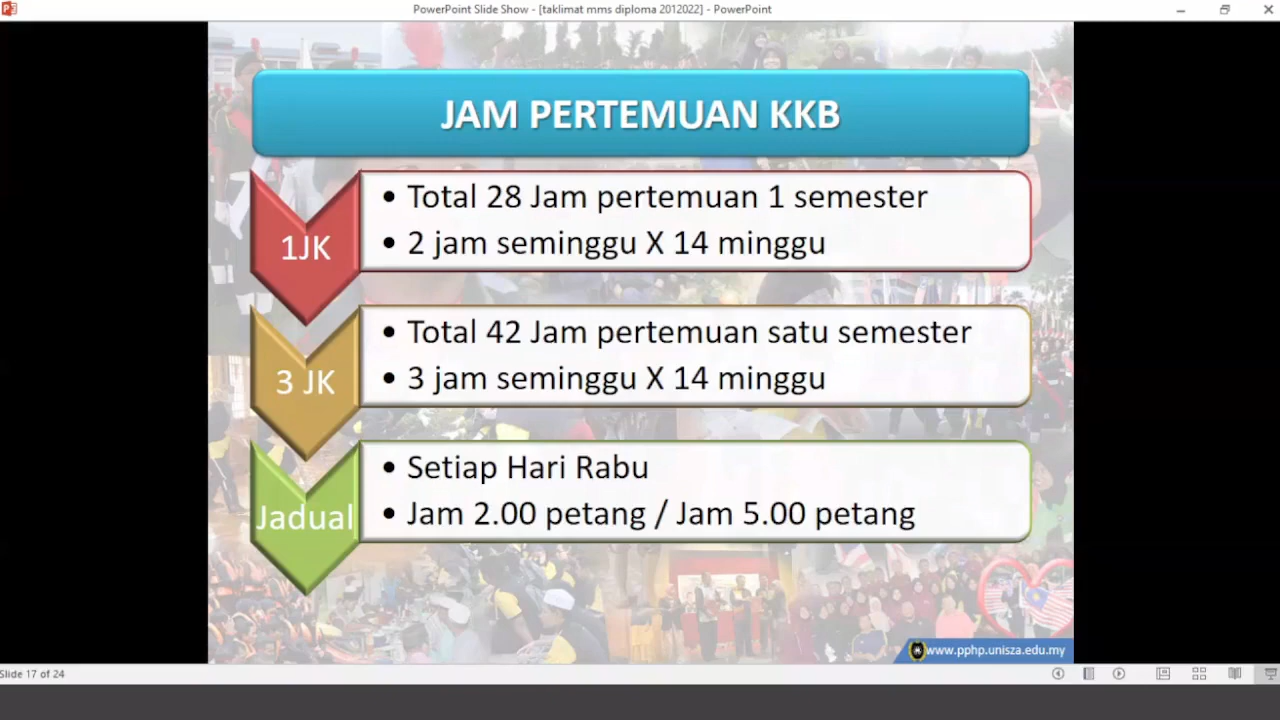 PowerPoint Slide Show - [taklimat mms diploma 2012022] - PowerPoint
JAM PERTEMUAN KKB
1JK
• Total 28 Jam pertemuan 1 semester
• 2 jam seminggu X 14 minggu
3 JK
• Total 42 Jam pertemuan satu semester
• 3 jam seminggu X 14 minggu
Jadual
• Setiap Hari Rabu
• Jam 2.00 petang / Jam 5.00 petang
www.pphp.unisza.edu.my
Slide 17 of 24